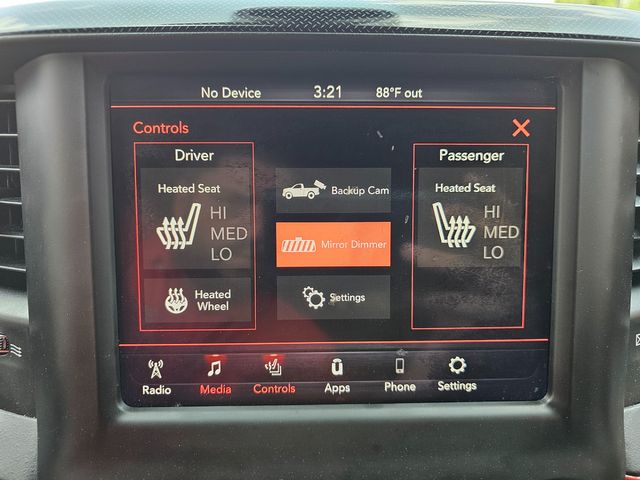 No Device 3:21 88°F out
Controls
Driver
Heated Seat
HI
MED
LO
Heated
Wheel
Backup Cam
Mirror Dimmer
Settings
Passenger
Heated Seat
HI
MED
LO
Radio Media Controls Apps Phone Settings